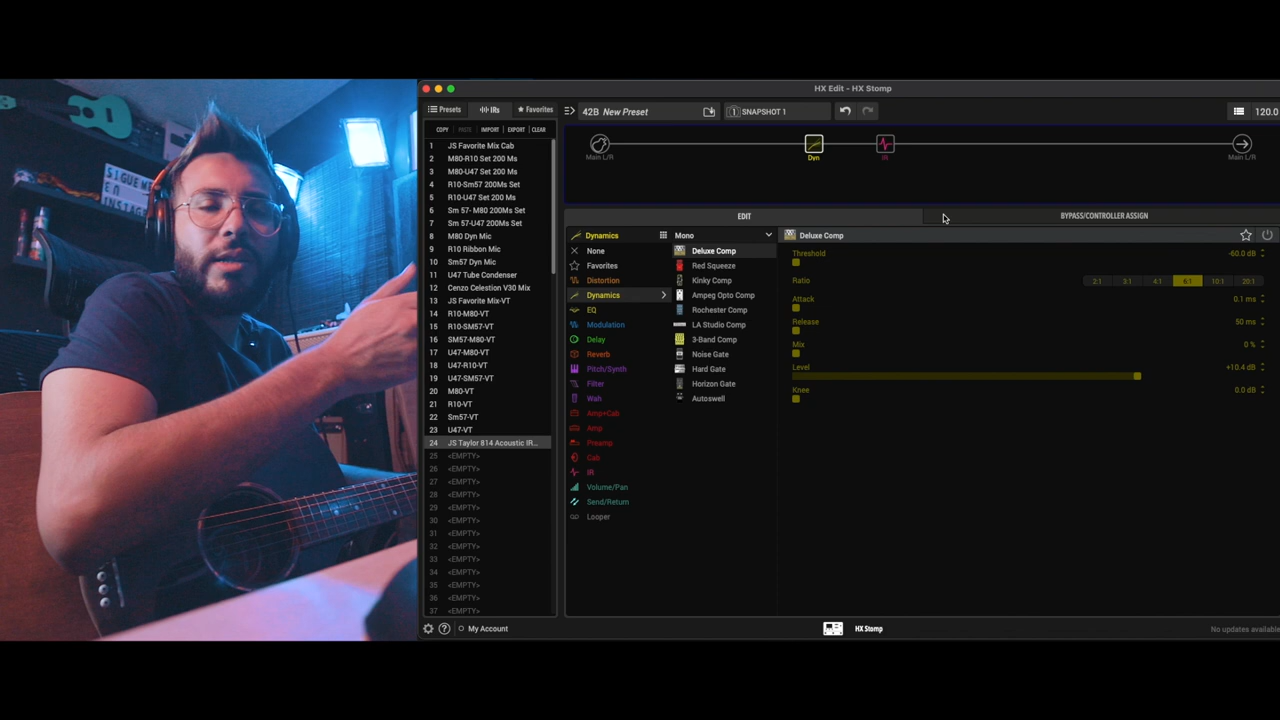 SIGUE ME
EN
INSTAG
HX Edit - HX Stomp
Presets
IRs
Favorites
42B New Preset
1
SNAPSHOT 1
120.0
COPY
PASTE
IMPORT
EXPORT
CLEAR
1 JS Favorite Mix Cab
2 M80-R10 Set 200 Ms
3 M80-U47 Set 200 Ms
4 R10-Sm57 200Ms Set
5 R10-U47 Set 200 Ms
6 Sm 57- M80 200Ms Set
7 Sm 57-U47 200Ms Set
8 M80 Dyn Mic
9 R10 Ribbon Mic
10 Sm57 Dyn Mic
11 U47 Tube Condenser
12 Cenzo Celestion V30 Mix
13 JS Favorite Mix-VT
14 R10-M80-VT
15 R10-SM57-VT
16 SM57-M80-VT
17 U47-M80-VT
18 U47-R10-VT
19 U47-SM57-VT
20 M80-VT
21 R10-VT
22 Sm57-VT
23 U47-VT
24 JS Taylor 814 Acoustic IR...
25 <EMPTY>
26 <EMPTY>
27 <EMPTY>
28 <EMPTY>
29 <EMPTY>
30 <EMPTY>
31 <EMPTY>
32 <EMPTY>
33 <EMPTY>
34 <EMPTY>
35 <EMPTY>
36 <EMPTY>
37 <EMPTY>
Main L/R
Dyn
IR
Main L/R
EDIT
BYPASS/CONTROLLER ASSIGN
Dynamics
None
Favorites
Distortion
Dynamics
EQ
Modulation
Delay
Reverb
Pitch/Synth
Filter
Wah
Amp+Cab
Amp
Preamp
Cab
IR
Volume/Pan
Send/Return
Looper
Mono
Deluxe Comp
Red Squeeze
Kinky Comp
Ampeg Opto Comp
Rochester Comp
LA Studio Comp
3-Band Comp
Noise Gate
Hard Gate
Horizon Gate
Autoswell
Deluxe Comp
Threshold -60.0 dB
Ratio 2:1 3:1 4:1 6:1 10:1 20:1
Attack 0.1 ms
Release 50 ms
Mix 0 %
Level +10.4 dB
Knee 0.0 dB
My Account
HX Stomp
No updates availab